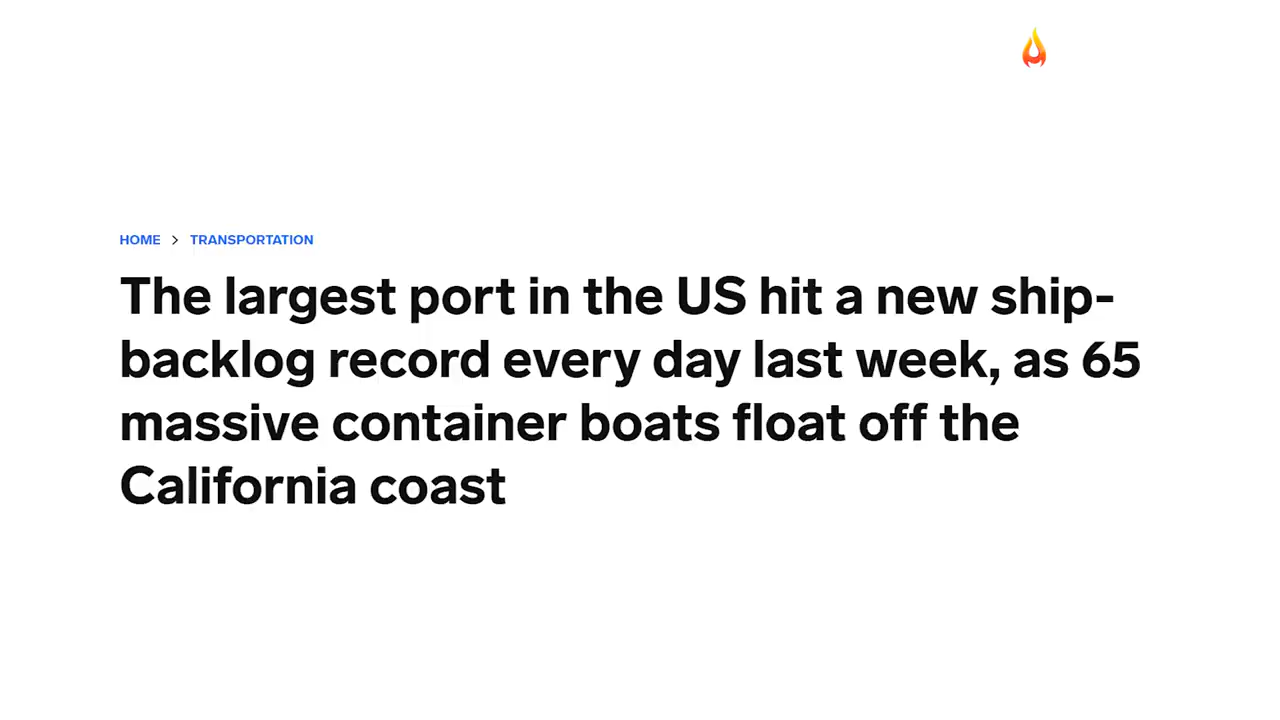 HOME > TRANSPORTATION
The largest port in the US hit a new ship-
backlog record every day last week, as 65
massive container boats float off the
California coast